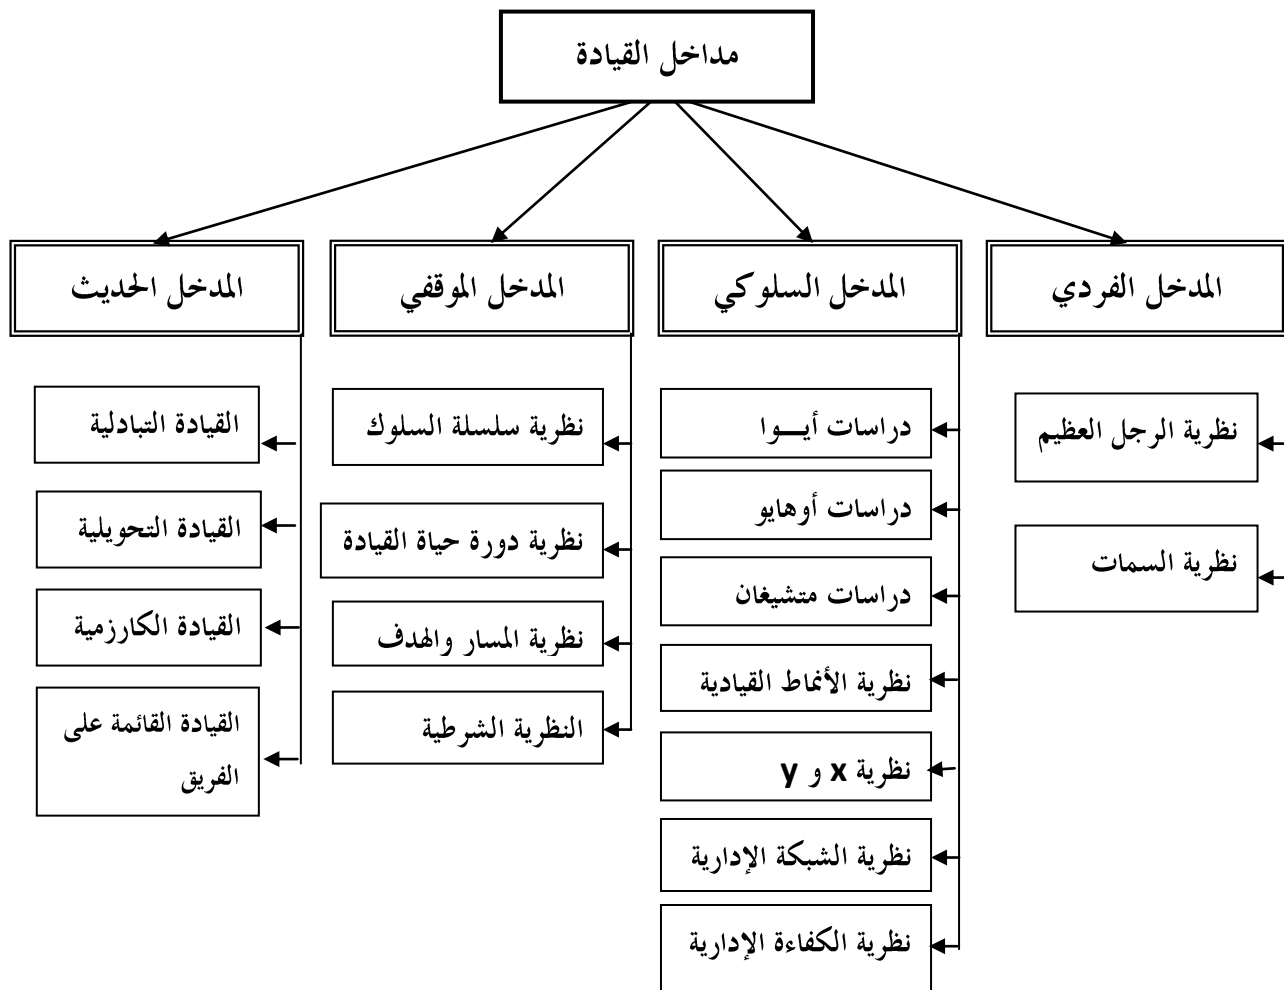 مداخل القيادة
المدخل الفردي
نظرية الرجل العظيم
نظرية السمات
المدخل السلوكي
دراسات أيـــوا
دراسات أوهايو
دراسات متشيغان
نظرية الأنماط القيادية
نظرية x و y
نظرية الشبكة الإدارية
نظرية الكفاءة الإدارية
المدخل الموقفي
نظرية سلسلة السلوك
نظرية دورة حياة القيادة
نظرية المسار والهدف
النظرية الشرطية
المدخل الحديث
القيادة التبادلية
القيادة التحويلية
القيادة الكارزمية
القيادة القائمة على
الفريق